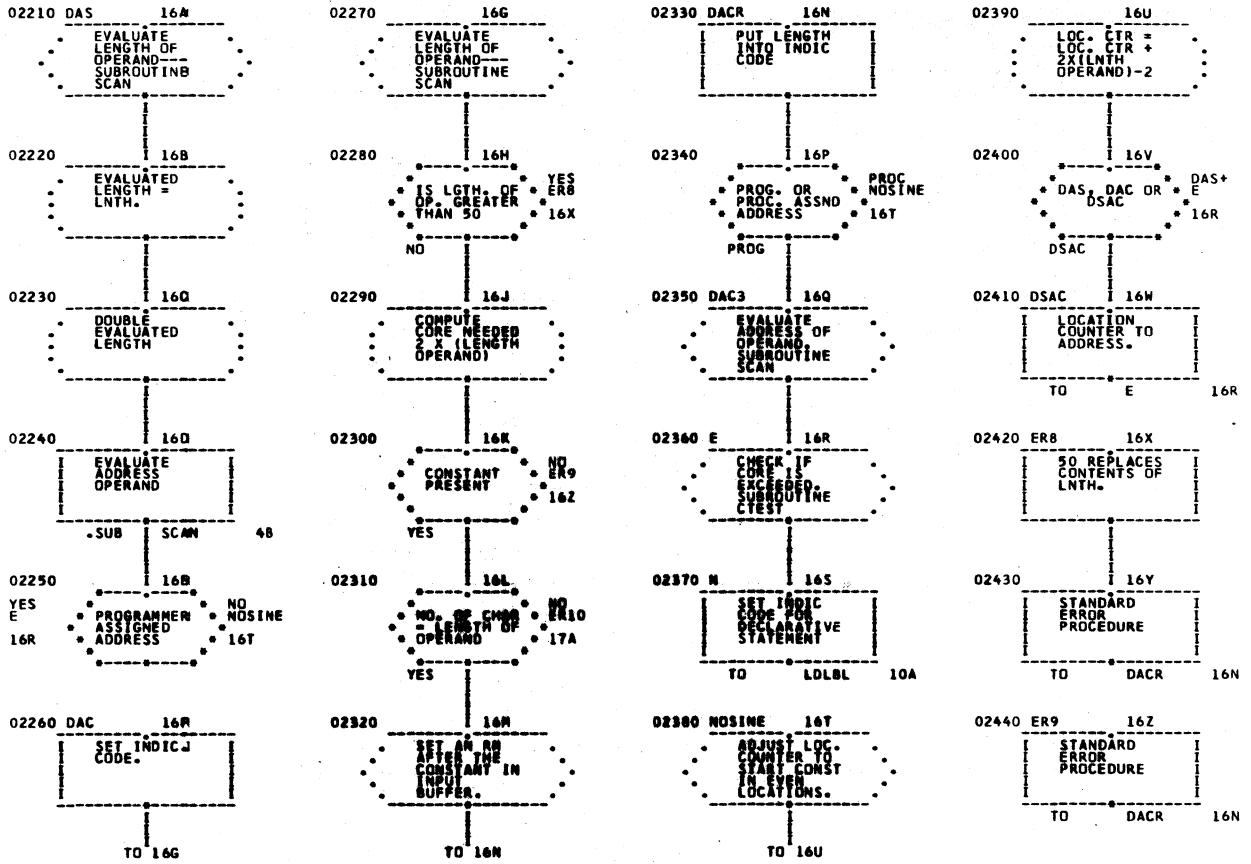 02210 DAS 16A
EVALUATE
LENGTH OF
OPERAND---
SUBROUTINB
SCAN
02220 16B
EVALUATED
LENGTH =
LNTH.
02230 16C
DOUBLE
EVALUATED
LENGTH
02240 16D
EVALUATE
ADDRESS
OPERAND
.SUB SCAN 4B
02250
YES
E
16R
PROGRAMMER
ASSIGNED
ADDRESS
NO
NOSINE
16T
02260 DAC
SET INDIC
CODE.
TO 16G
02270 16G
EVALUATE
LENGTH OF
OPERAND---
SUBROUTINE
SCAN
02280 16H
IS LGTH. OF
OP. GREATER
THAN 50
YES
ER8
16X
NO
02290 16J
COMPUTE
CORE NEEDED
2 X (LENGTH
OPERAND)
02300 16K
CONSTANT
PRESENT
NO
ER9
16Z
YES
02310 16L
NO. OF CHAR
= LENGTH OF
OPERAND
NO
ER10
17A
YES
02320 16M
SET AN RM
AFTER THE
CONSTANT IN
INPUT
BUFFER.
TO 16N
02330 DACR 16N
PUT LENGTH
INTO INDIC
CODE
02340 16P
PROG. OR
PROC. ASSND
ADDRESS
PROC
NOSINE
16T
PROG
02350 DAC3 16Q
EVALUATE
ADDRESS OF
OPERAND.
SUBROUTINE
SCAN
02360 E 16R
CHECK IF
CORE IS
EXCEEDED.
SUBROUTINE
CTEST
02370 N 16S
SET INDIC
CODE FOR
DECLARATIVE
STATEMENT
TO LDLBL 10A
02380 NOSINE 16T
ADJUST LOC.
COUNTER TO
START CONST
IN EVEN
LOCATIONS.
TO 16U
02390 16U
LOC. CTR =
LOC. CTR +
2X(LNTH
OPERAND)-2
02400 16V
DAS, DAC OR
DSAC
DAS+
E
16R
DSAC
02410 DSAC 16W
LOCATION
COUNTER TO
ADDRESS.
TO E 16R
02420 ER8 16X
50 REPLACES
CONTENTS OF
LNTH.
02430 16Y
STANDARD
ERROR
PROCEDURE
TO DACR 16N
02440 ER9 16Z
STANDARD
ERROR
PROCEDURE
TO DACR 16N